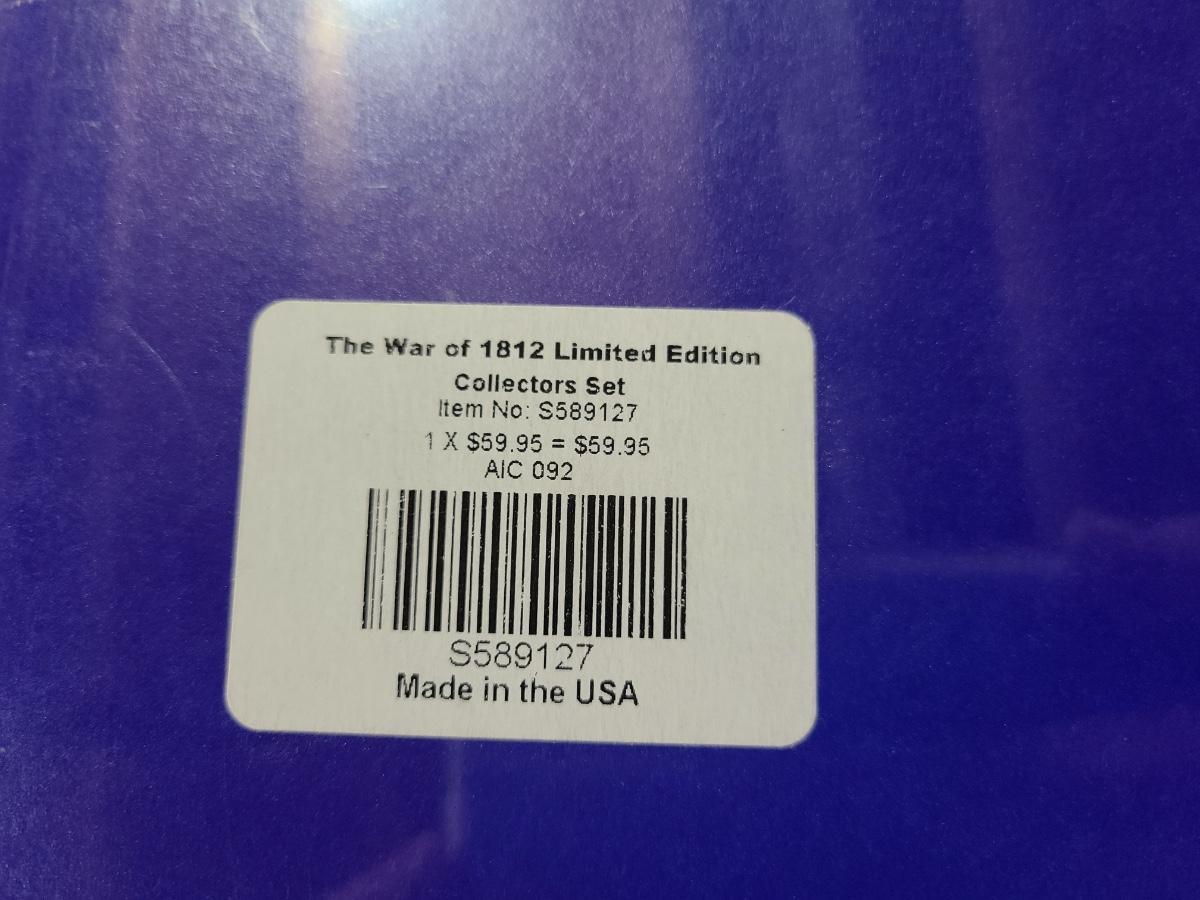 The War of 1812 Limited Edition
Collectors Set
Item No: S589127
1 X $59.95 = $59.95
AIC 092
S589127
Made in the USA